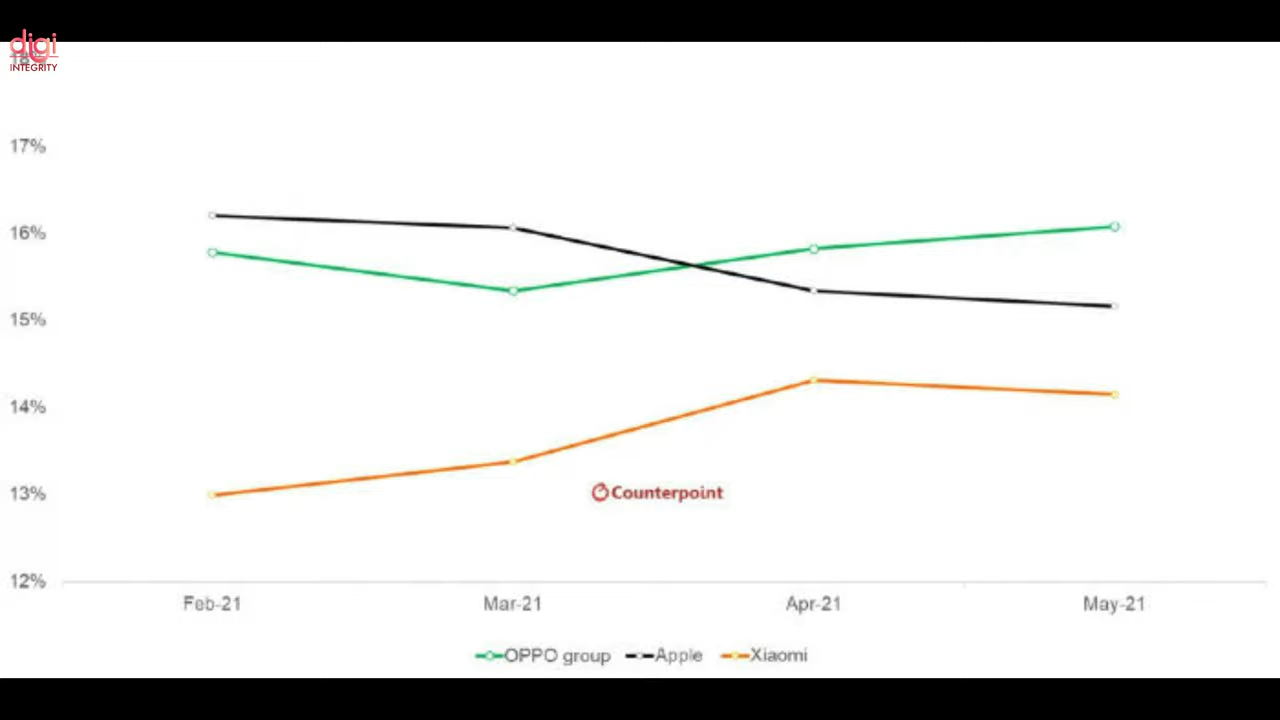 digi
INTEGRITY
17%
16%
15%
14%
13%
Counterpoint
12%
Feb-21 Mar-21 Apr-21 May-21
OPPO group Apple Xiaomi